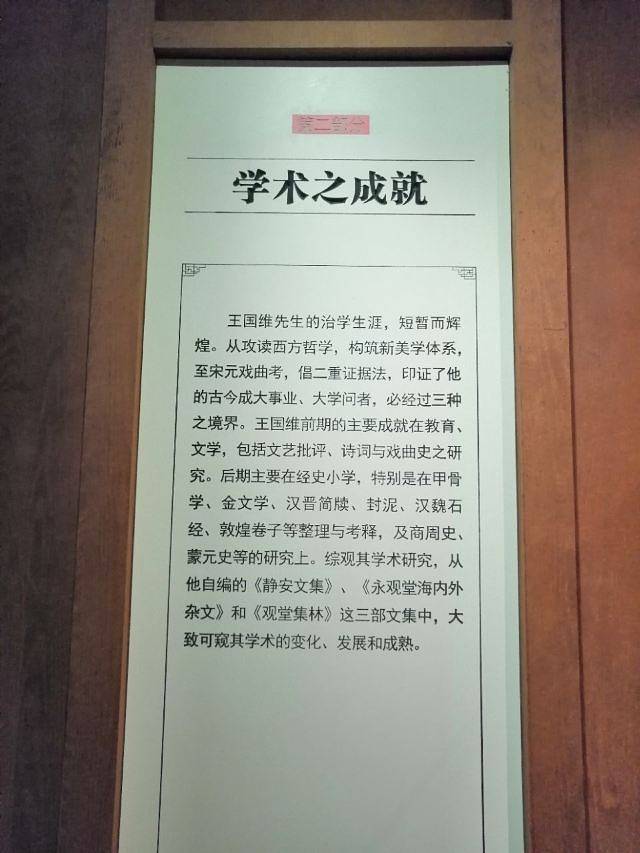 第二部分
学术之成就
王国维先生的治学生涯，短暂而辉
煌。从攻读西方哲学，构筑新美学体系，
至宋元戏曲考，倡二重证据法，印证了他
的古今成大事业、大学问者，必经过三种
之境界。王国维前期的主要成就在教育、
文学，包括文艺批评、诗词与戏曲史之研
究。后期主要在经史小学，特别是在甲骨
学、金文学、汉晋简牍、封泥、汉魏石
经、敦煌卷子等整理与考释，及商周史、
蒙元史等的研究上。综观其学术研究，从
他自编的《静安文集》、《永观堂海内外
杂文》和《观堂集林》这三部文集中，大
致可窥其学术的变化、发展和成熟。